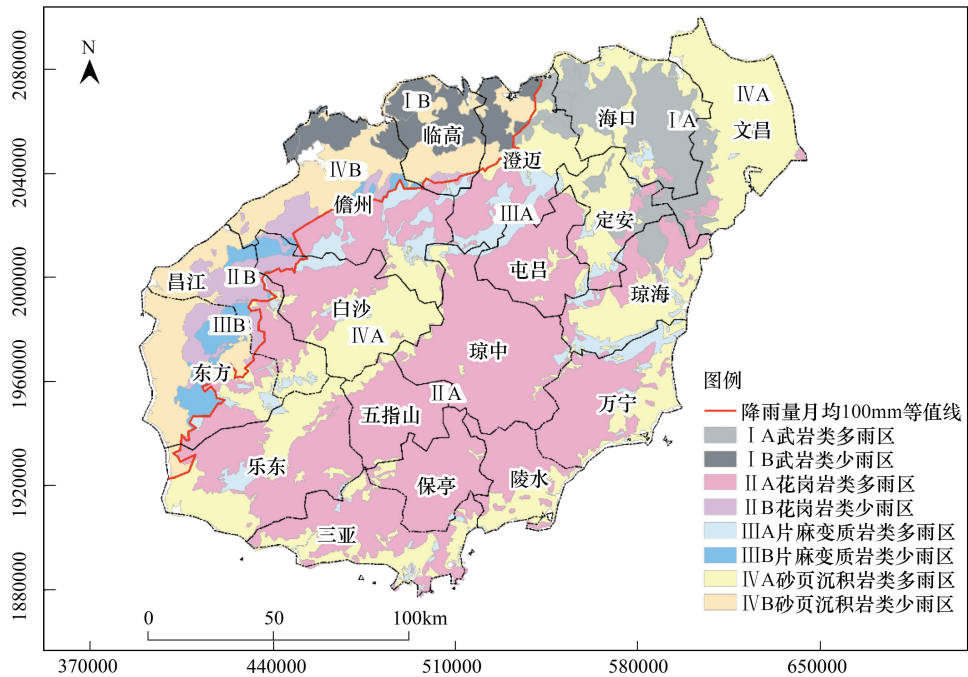 N
2080000
2040000
2000000
1960000
1920000
1880000
ⅠB
临高
海口
ⅠA
ⅣA
文昌
澄迈
ⅣB
儋州
ⅢA
定安
屯昌
昌江
ⅡB
琼海
白沙
ⅢB
ⅣA
琼中
东方
ⅡA
五指山
万宁
乐东
保亭
陵水
三亚
图例
降雨量月均100mm等值线
ⅠA武岩类多雨区
ⅠB武岩类少雨区
ⅡA花岗岩类多雨区
ⅡB花岗岩类少雨区
ⅢA片麻变质岩类多雨区
ⅢB片麻变质岩类少雨区
ⅣA砂页沉积岩类多雨区
ⅣB砂页沉积岩类少雨区
0 50 100km
370000 440000 510000 580000 650000